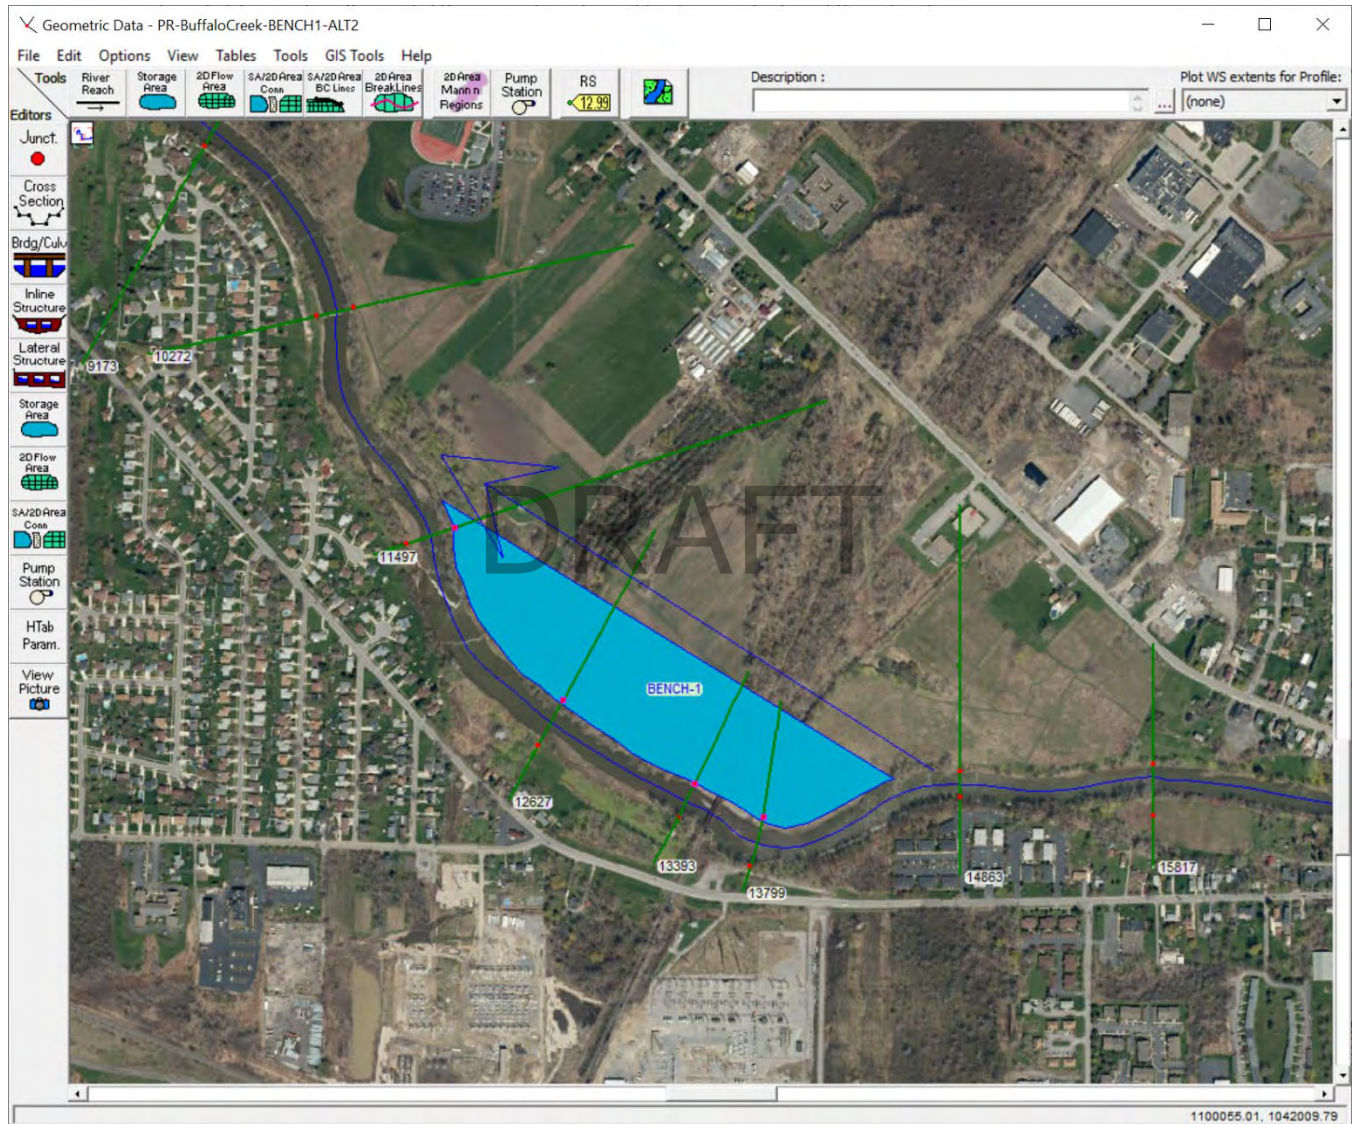 Geometric Data - PR-BuffaloCreek-BENCH1-ALT2
File Edit Options View Tables Tools GIS Tools Help
Tools
River
Reach
Storage
Area
2D Flow
Area
SA/2D Area
Conn
SA/2D Area
BC Lines
2D Area
BreakLines
2D Area
Mann n
Regions
Pump
Station
RS
12.99
Description :
...
Plot WS extents for Profile:
(none)
Editors
Junct.
Cross
Section
Brdg/Culv
Inline
Structure
Lateral
Structure
Storage
Area
2D Flow
Area
SA/2D Area
Conn
Pump
Station
HTab
Param.
View
Picture
9173
10272
11497
DRAFT
BENCH-1
12627
13393
13799
14863
15817
1100055.01, 1042009.79